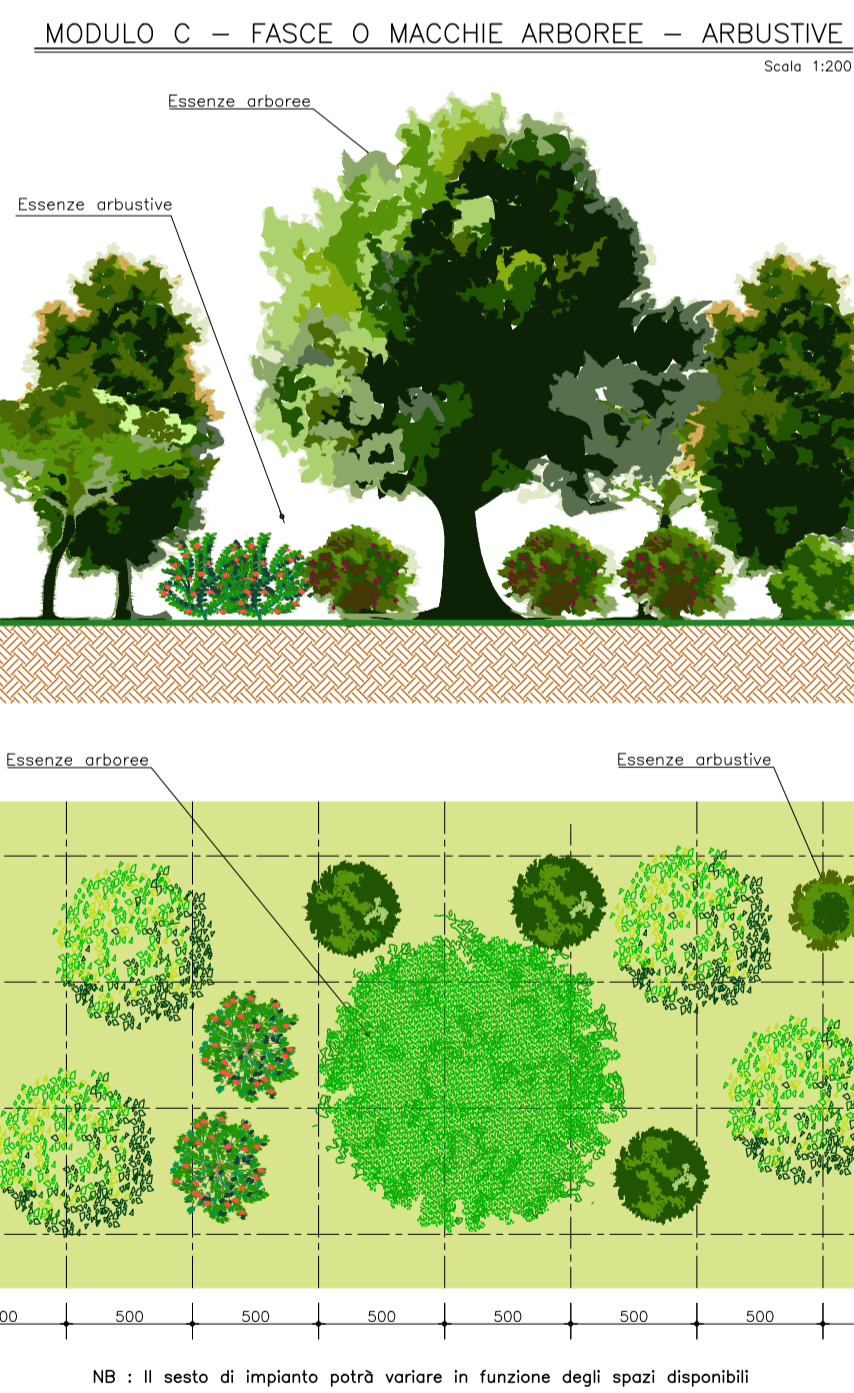 MODULO C – FASCE O MACCHIE ARBOREE – ARBUSTIVE
Scala 1:200
Essenze arboree
Essenze arbustive
Essenze arboree
Essenze arbustive
00 500 500 500 500 500 500
NB : Il sesto di impianto potrà variare in funzione degli spazi disponibili